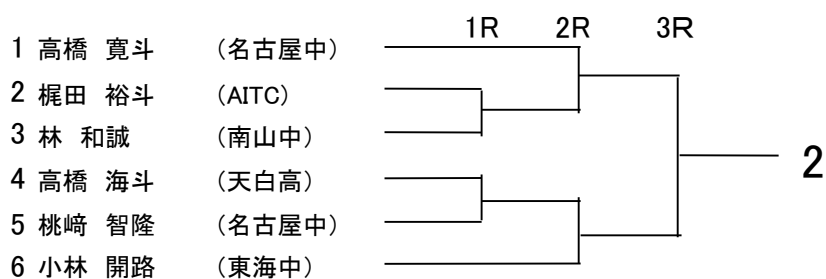 1R 2R 3R
1 高橋 寛斗 （名古屋中）
2 梶田 裕斗 （AITC）
3 林 和誠 （南山中）
4 高橋 海斗 （天白高）
5 桃﨑 智隆 （名古屋中）
6 小林 開路 （東海中）
2